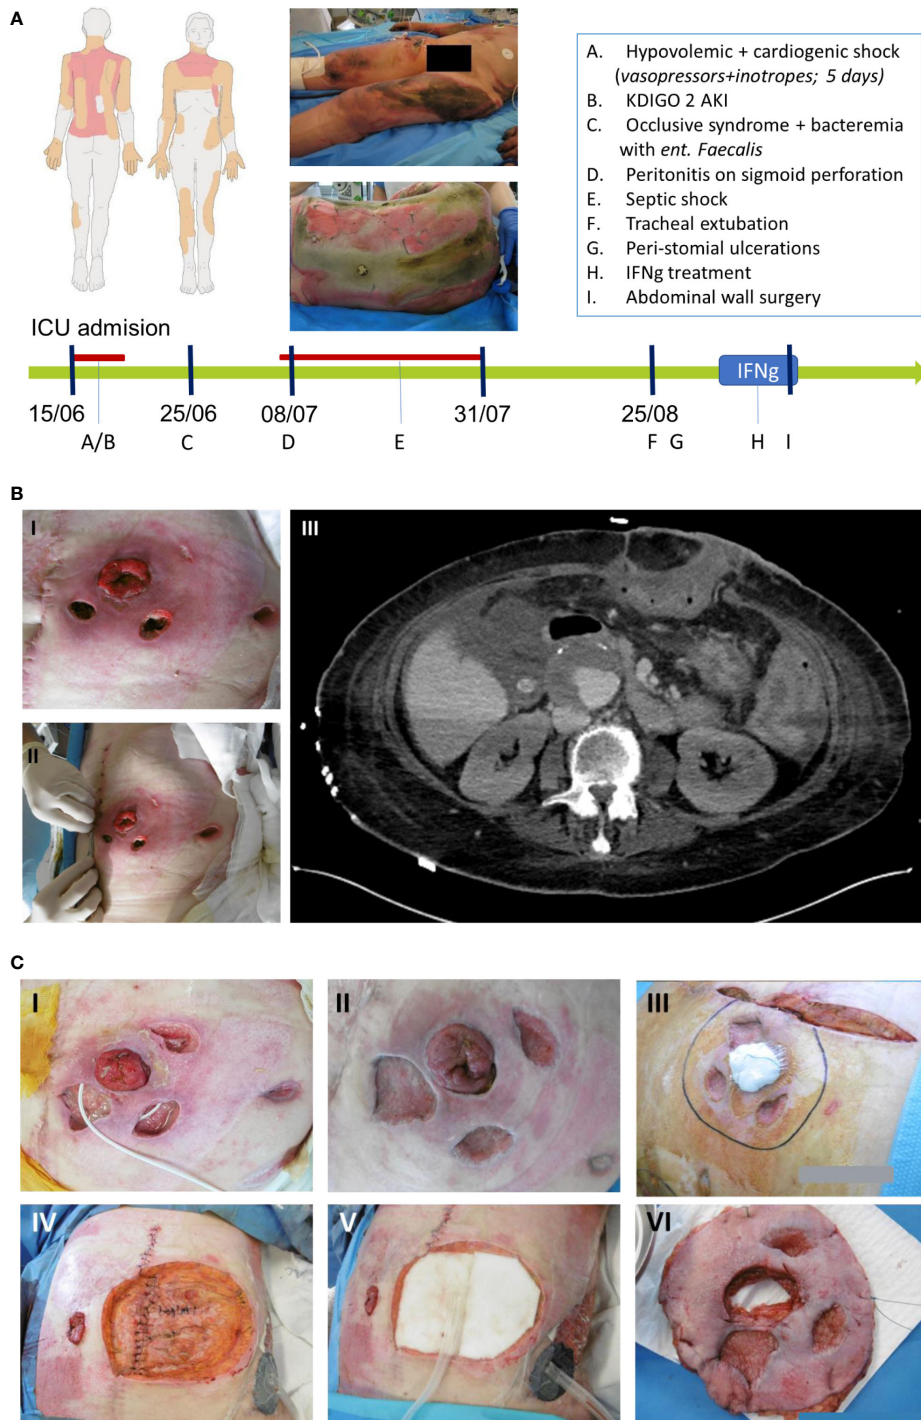 A
A. Hypovolemic + cardiogenic shock
(vasopressors+inotropes; 5 days)
B. KDIGO 2 AKI
C. Occlusive syndrome + bacteremia
with ent. Faecalis
D. Peritonitis on sigmoid perforation
E. Septic shock
F. Tracheal extubation
G. Peri-stomial ulcerations
H. IFNg treatment
I. Abdominal wall surgery
ICU admision
IFNg
15/06 25/06 08/07 31/07 25/08
A/B C D E F G H I
B
I
III
II
C
I II III
IV V VI